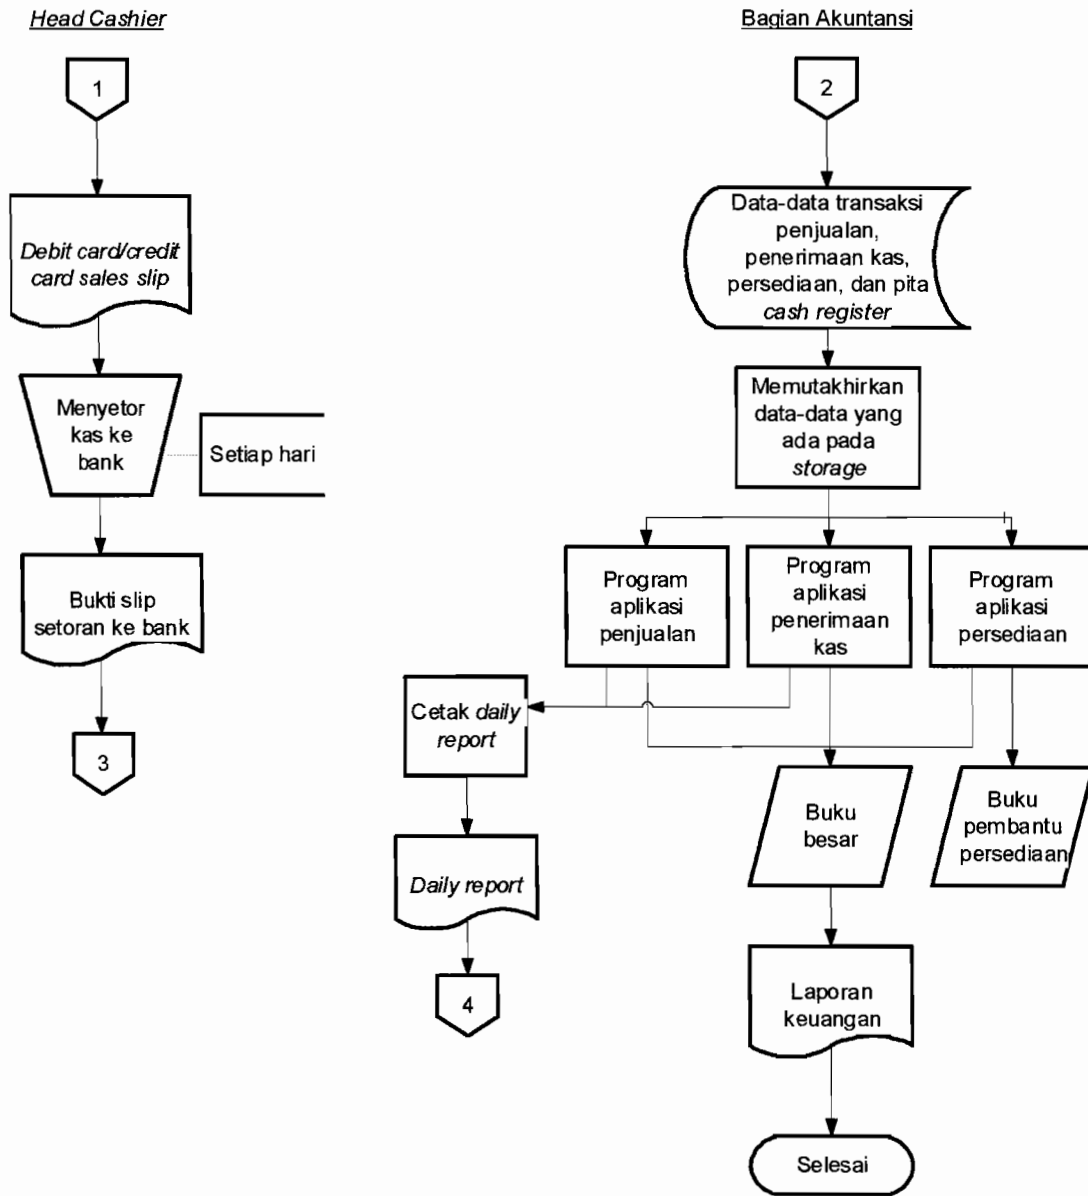 Head Cashier
1
Debit card/credit
card sales slip
Menyetor
kas ke
bank
Setiap hari
Bukti slip
setoran ke bank
3
Bagian Akuntansi
2
Data-data transaksi
penjualan,
penerimaan kas,
persediaan, dan pita
cash register
Memutakhirkan
data-data yang
ada pada
storage
Program
aplikasi
penjualan
Program
aplikasi
penerimaan
kas
Program
aplikasi
persediaan
Cetak daily
report
Daily report
4
Buku
besar
Buku
pembantu
persediaan
Laporan
keuangan
Selesai